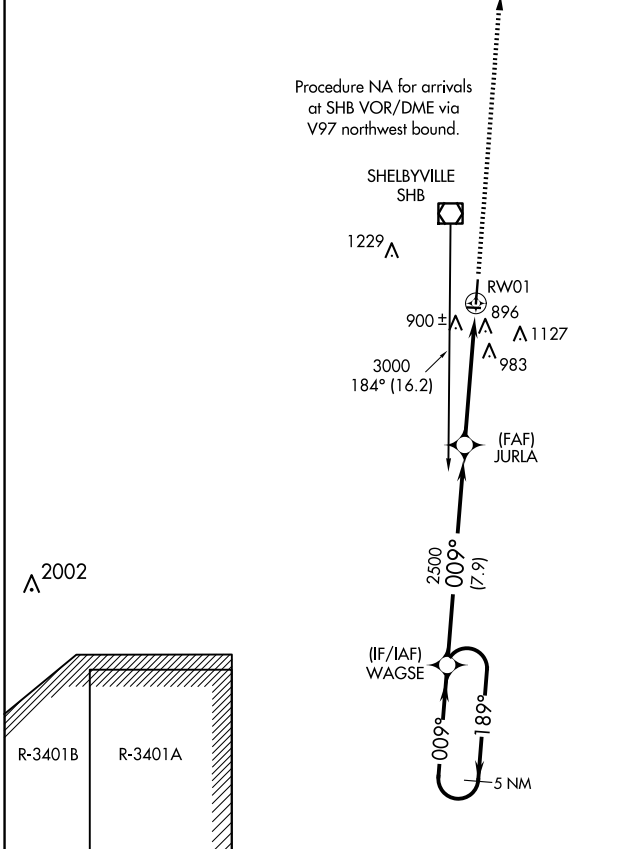 Procedure NA for arrivals
at SHB VOR/DME via
V97 northwest bound.
SHELBYVILLE
SHB
1229
RW01
900 ±
896
1127
983
3000
184° (16.2)
(FAF)
JURLA
2500
009°
(7.9)
2002
(IF/IAF)
WAGSE
009°
189°
5 NM
R-3401B
R-3401A